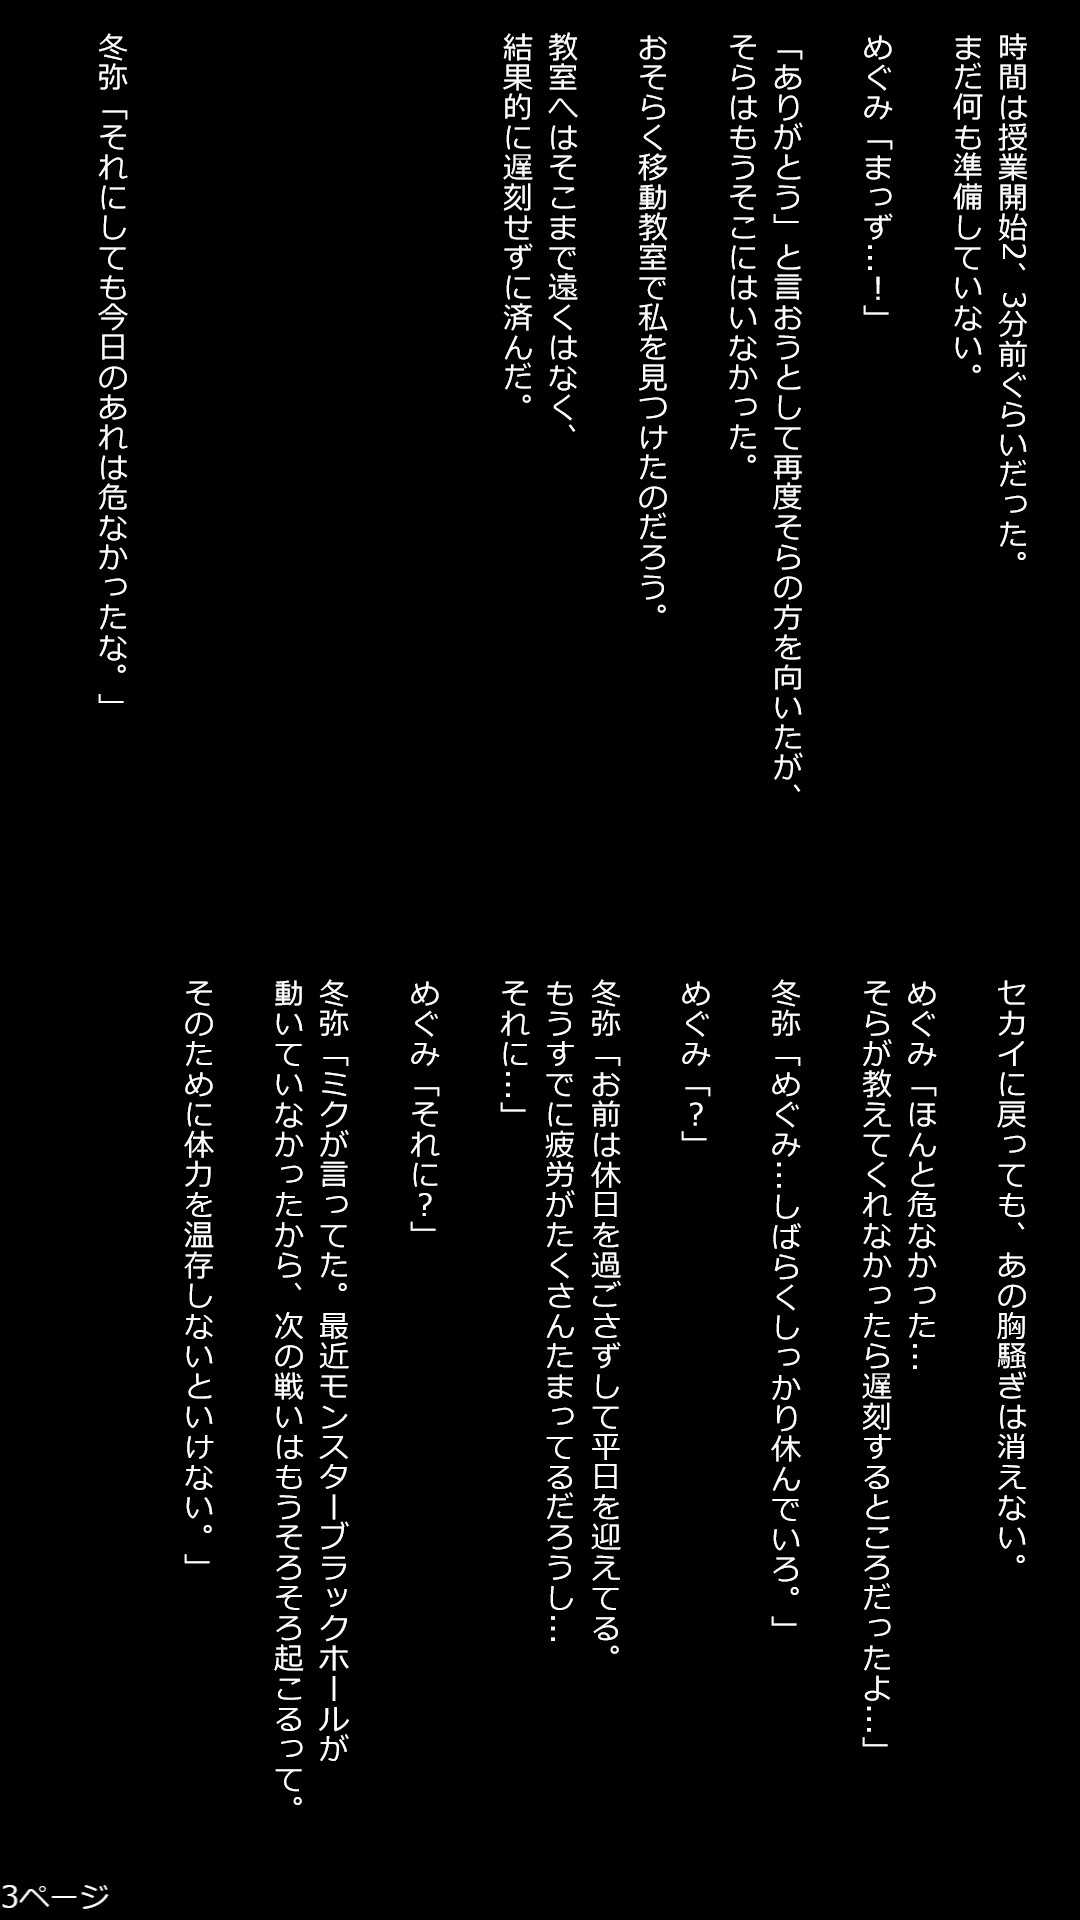 時間は授業開始2、3分前ぐらいだった。
まだ何も準備していない。
めぐみ「まっず…！」
「ありがとう」と言おうとして再度そらの方を向いたが、
そらはもうそこにはいなかった。
おそらく移動教室で私を見つけたのだろう。
教室へはそこまで遠くはなく、
結果的に遅刻せずに済んだ。
冬弥「それにしても今日のあれは危なかったな。」
セカイに戻っても、あの胸騒ぎは消えない。
めぐみ「ほんと危なかった…
そらが教えてくれなかったら遅刻するところだったよ…」
冬弥「めぐみ…しばらくしっかり休んでいろ。」
めぐみ「？」
冬弥「お前は休日を過ごさずして平日を迎えてる。
もうすでに疲労がたくさんたまってるだろうし…
それに…」
めぐみ「それに？」
冬弥「ミクが言ってた。最近モンスターブラックホールが
動いていなかったから、次の戦いはもうそろそろ起こるって。
そのために体力を温存しないといけない。」
3ページ